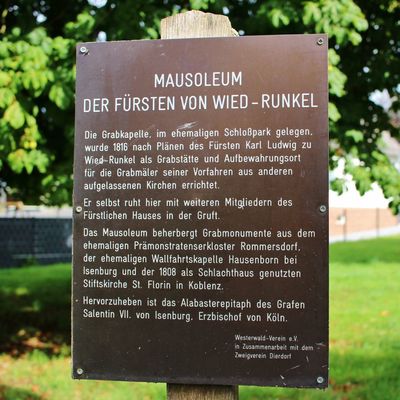 MAUSOLEUM
DER FÜRSTEN VON WIED-RUNKEL
Die Grabkapelle, im ehemaligen Schloßpark gelegen,
wurde 1816 nach Plänen des Fürsten Karl Ludwig zu
Wied-Runkel als Grabstätte und Aufbewahrungsort
für die Grabmäler seiner Vorfahren aus anderen
aufgelassenen Kirchen errichtet.
Er selbst ruht hier mit weiteren Mitgliedern des
Fürstlichen Hauses in der Gruft.
Das Mausoleum beherbergt Grabmonumente aus dem
ehemaligen Prämonstratenserkloster Rommersdorf,
der ehemaligen Wallfahrtskapelle Hausenborn bei
Isenburg und der 1808 als Schlachthaus genutzten
Stiftskirche St. Florin in Koblenz.
Hervorzuheben ist das Alabasterepitaph des Grafen
Salentin VII. von Isenburg, Erzbischof von Köln.
Westerwald-Verein e.V.
in Zusammenarbeit mit dem
Zweigverein Dierdorf